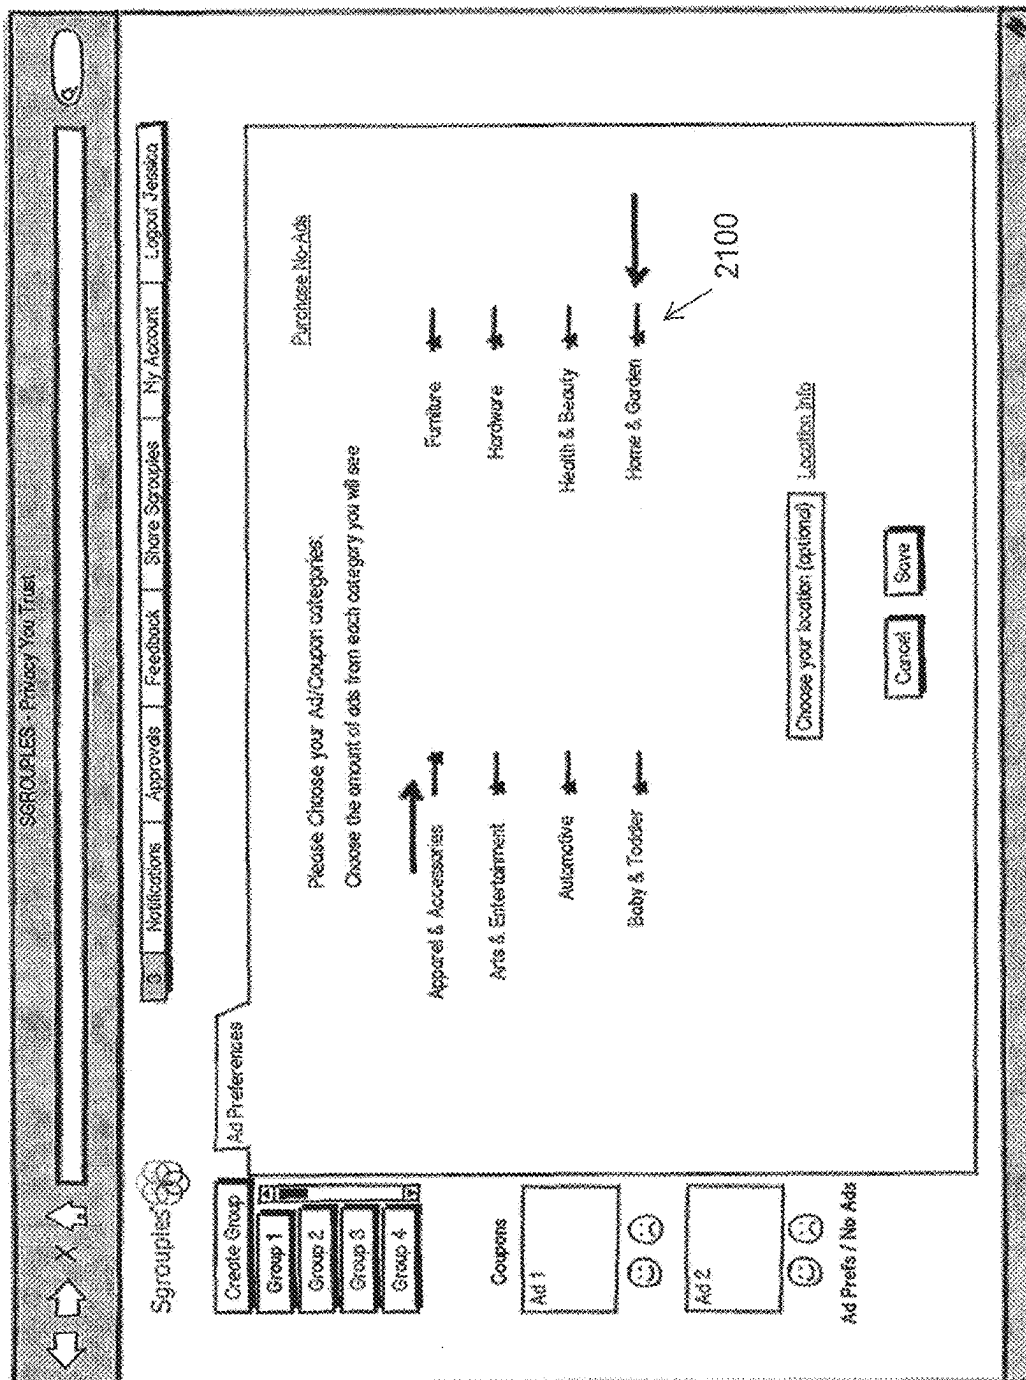 SGROUPLES - Privacy You Trust
Sgrouples
3 Notifications Approvals Feedback Share Sgrouples My Account Logout Jessica
Create Group
Group 1
Group 2
Group 3
Group 4
Ad Preferences
Purchase No-Ads
Please Choose your Ad/Coupon categories:
Choose the amount of ads from each category you will see
Apparel & Accessories
Arts & Entertainment
Automotive
Baby & Toddler
Furniture
Hardware
Health & Beauty
Home & Garden
2100
Choose your location (optional) Location Info
Cancel Save
Coupons
Ad 1
Ad 2
Ad Prefs / No Ads